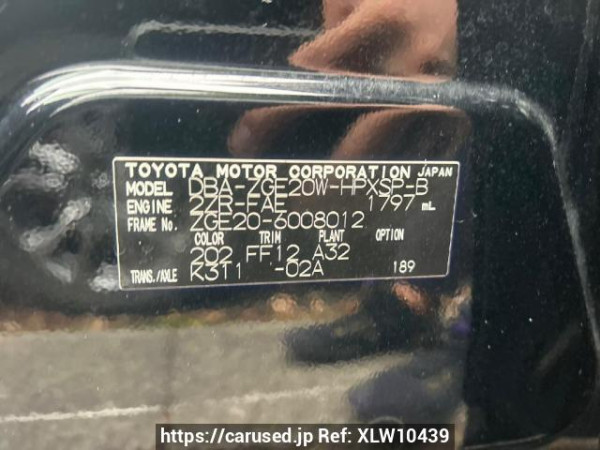 TOYOTA MOTOR CORPORATION JAPAN
MODEL DBA-ZGE20W-HPXSP-B
ENGINE 2ZR-FAE 1797 mL
FRAME No. ZGE20-6008012
COLOR TRIM PLANT OPTION
202 FF12 A32
TRANS./AXLE K311 -02A 189
https://carused.jp Ref: XLW10439